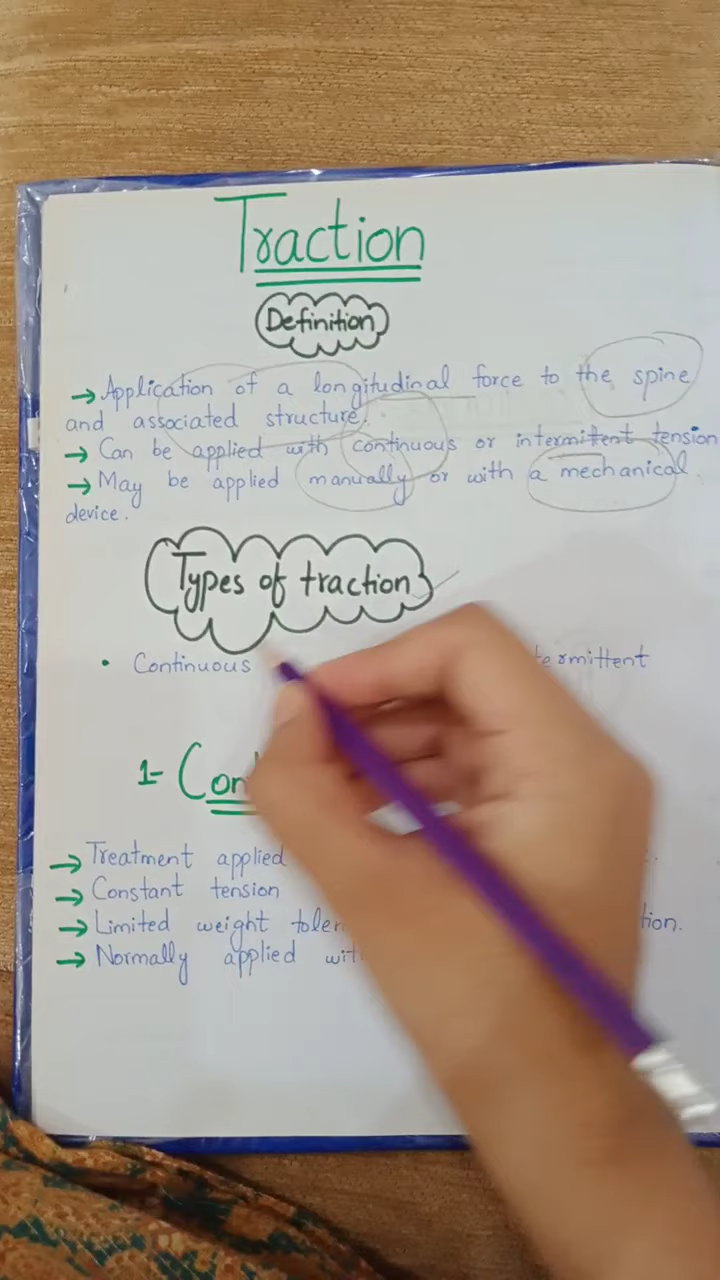 Traction
Definition
→ Application of a longitudinal force to the spine
and associated structure.
→ Can be applied with continuous or intermittent tension
→ May be applied manually or with a mechanical
device.
Types of traction
• Continuous
1-
→ Treatment applied
→ Constant tension
→ Limited weight
→ Normally applied